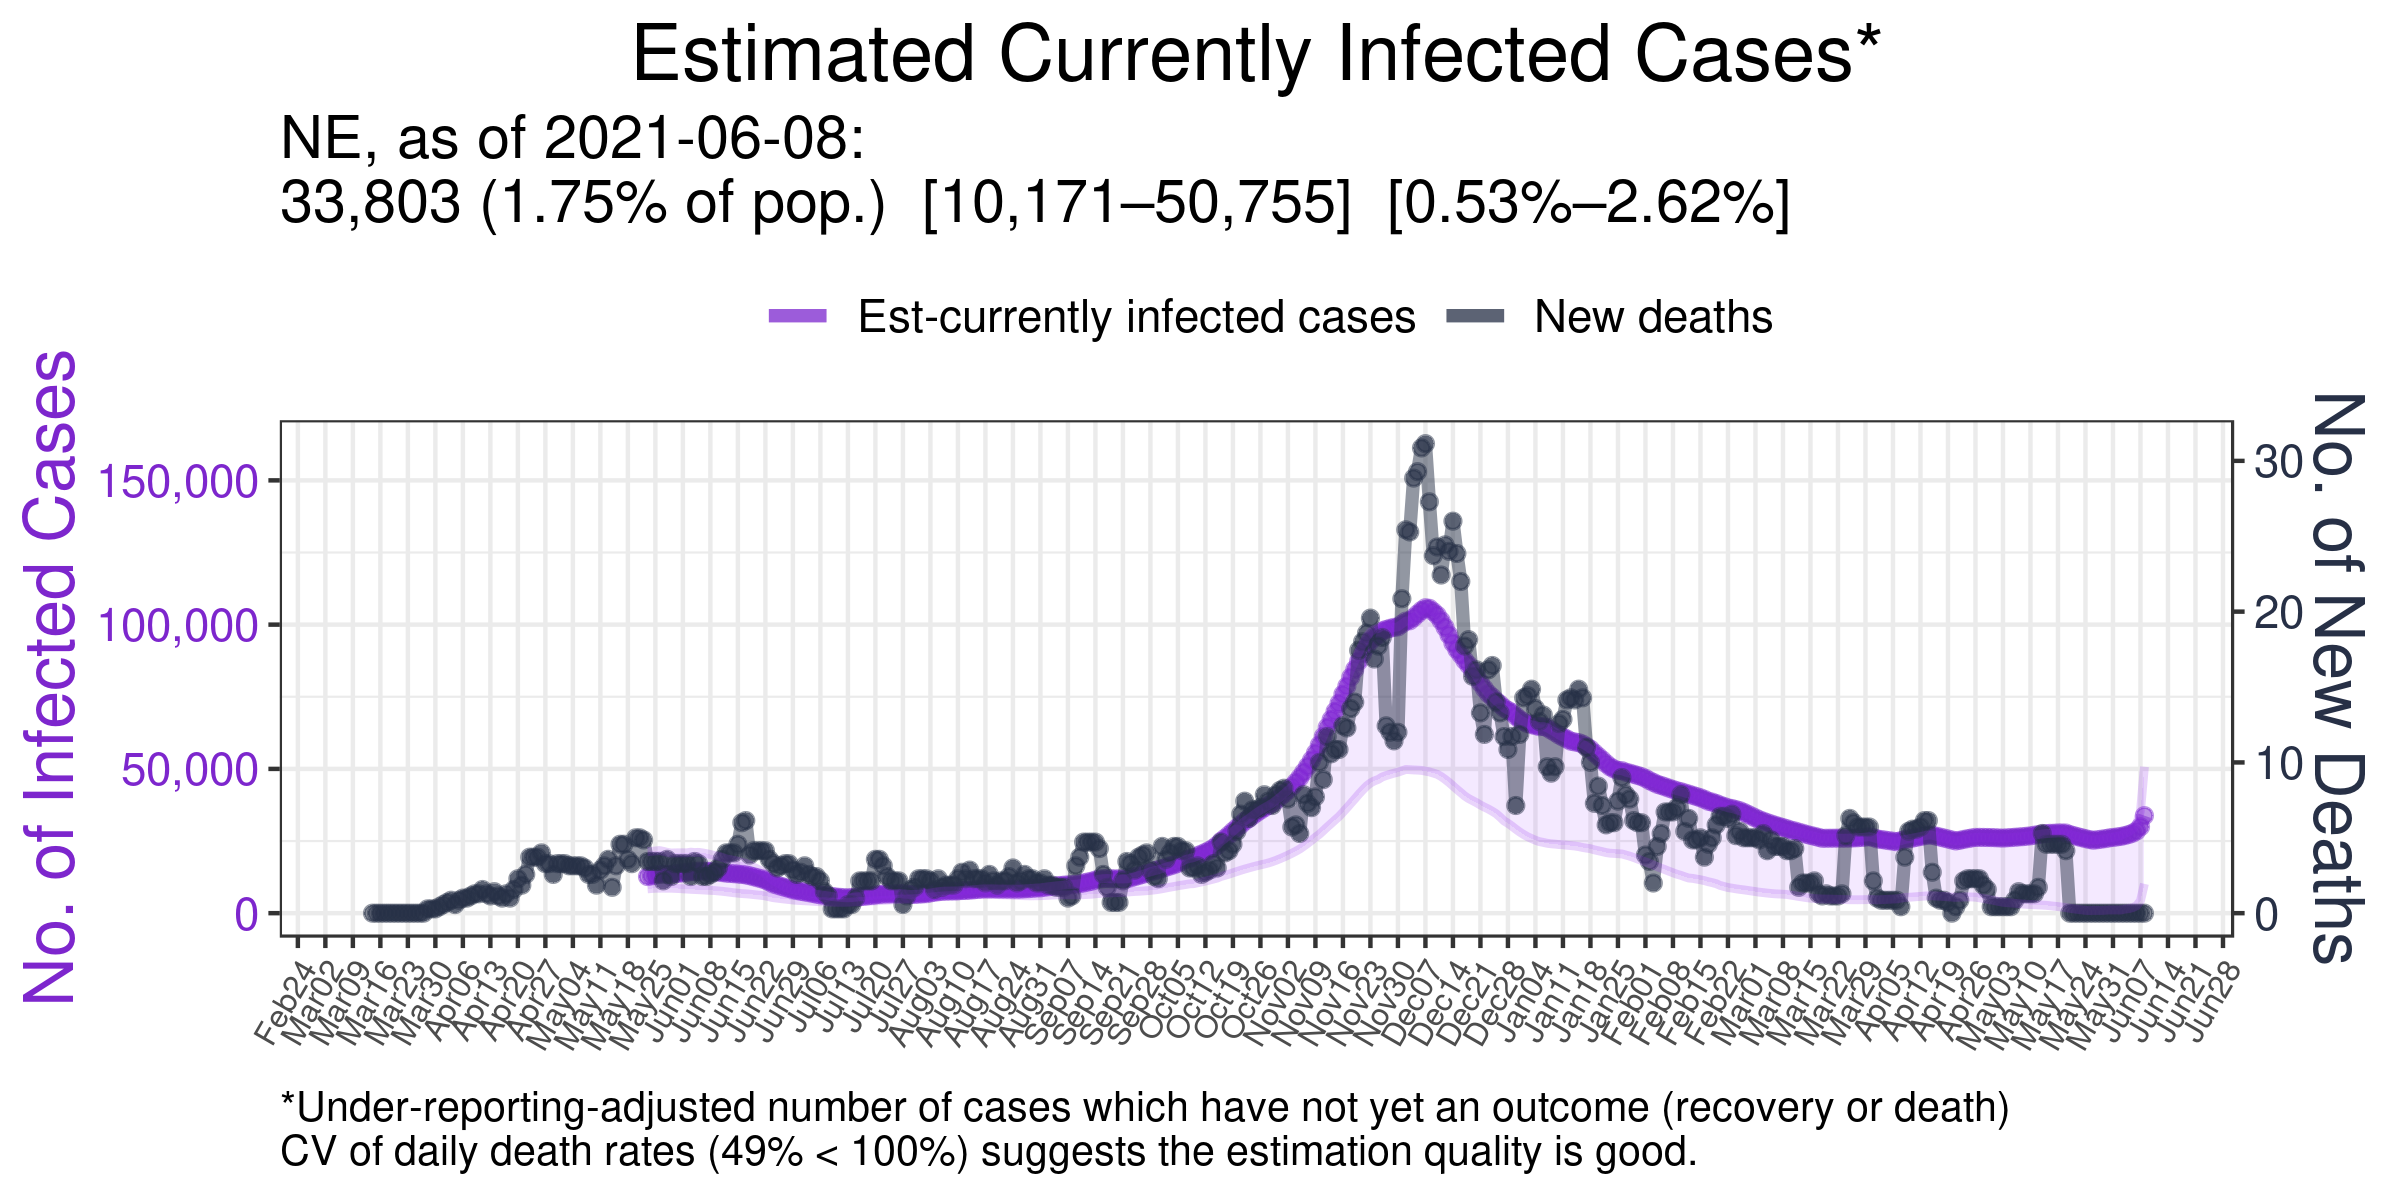 Estimated Currently Infected Cases*
NE, as of 2021-06-08:
33,803 (1.75% of pop.)  [10,171–50,755]  [0.53%–2.62%]
Est-currently infected cases
New deaths
No. of Infected Cases
150,000
100,000
50,000
0
30
20
10
0
No. of New Deaths
Feb24
Mar02
Mar09
Mar16
Mar23
Mar30
Apr06
Apr13
Apr20
Apr27
May04
May11
May18
May25
Jun01
Jun08
Jun15
Jun22
Jun29
Jul06
Jul13
Jul20
Jul27
Aug03
Aug10
Aug17
Aug24
Aug31
Sep07
Sep14
Sep21
Sep28
Oct05
Oct12
Oct19
Oct26
Nov02
Nov09
Nov16
Nov23
Nov30
Dec07
Dec14
Dec21
Dec28
Jan04
Jan11
Jan18
Jan25
Feb01
Feb08
Feb15
Feb22
Mar01
Mar08
Mar15
Mar22
Mar29
Apr05
Apr12
Apr19
Apr26
May03
May10
May17
May24
May31
Jun07
Jun14
Jun21
Jun28
*Under-reporting-adjusted number of cases which have not yet an outcome (recovery or death)
CV of daily death rates (49% < 100%) suggests the estimation quality is good.